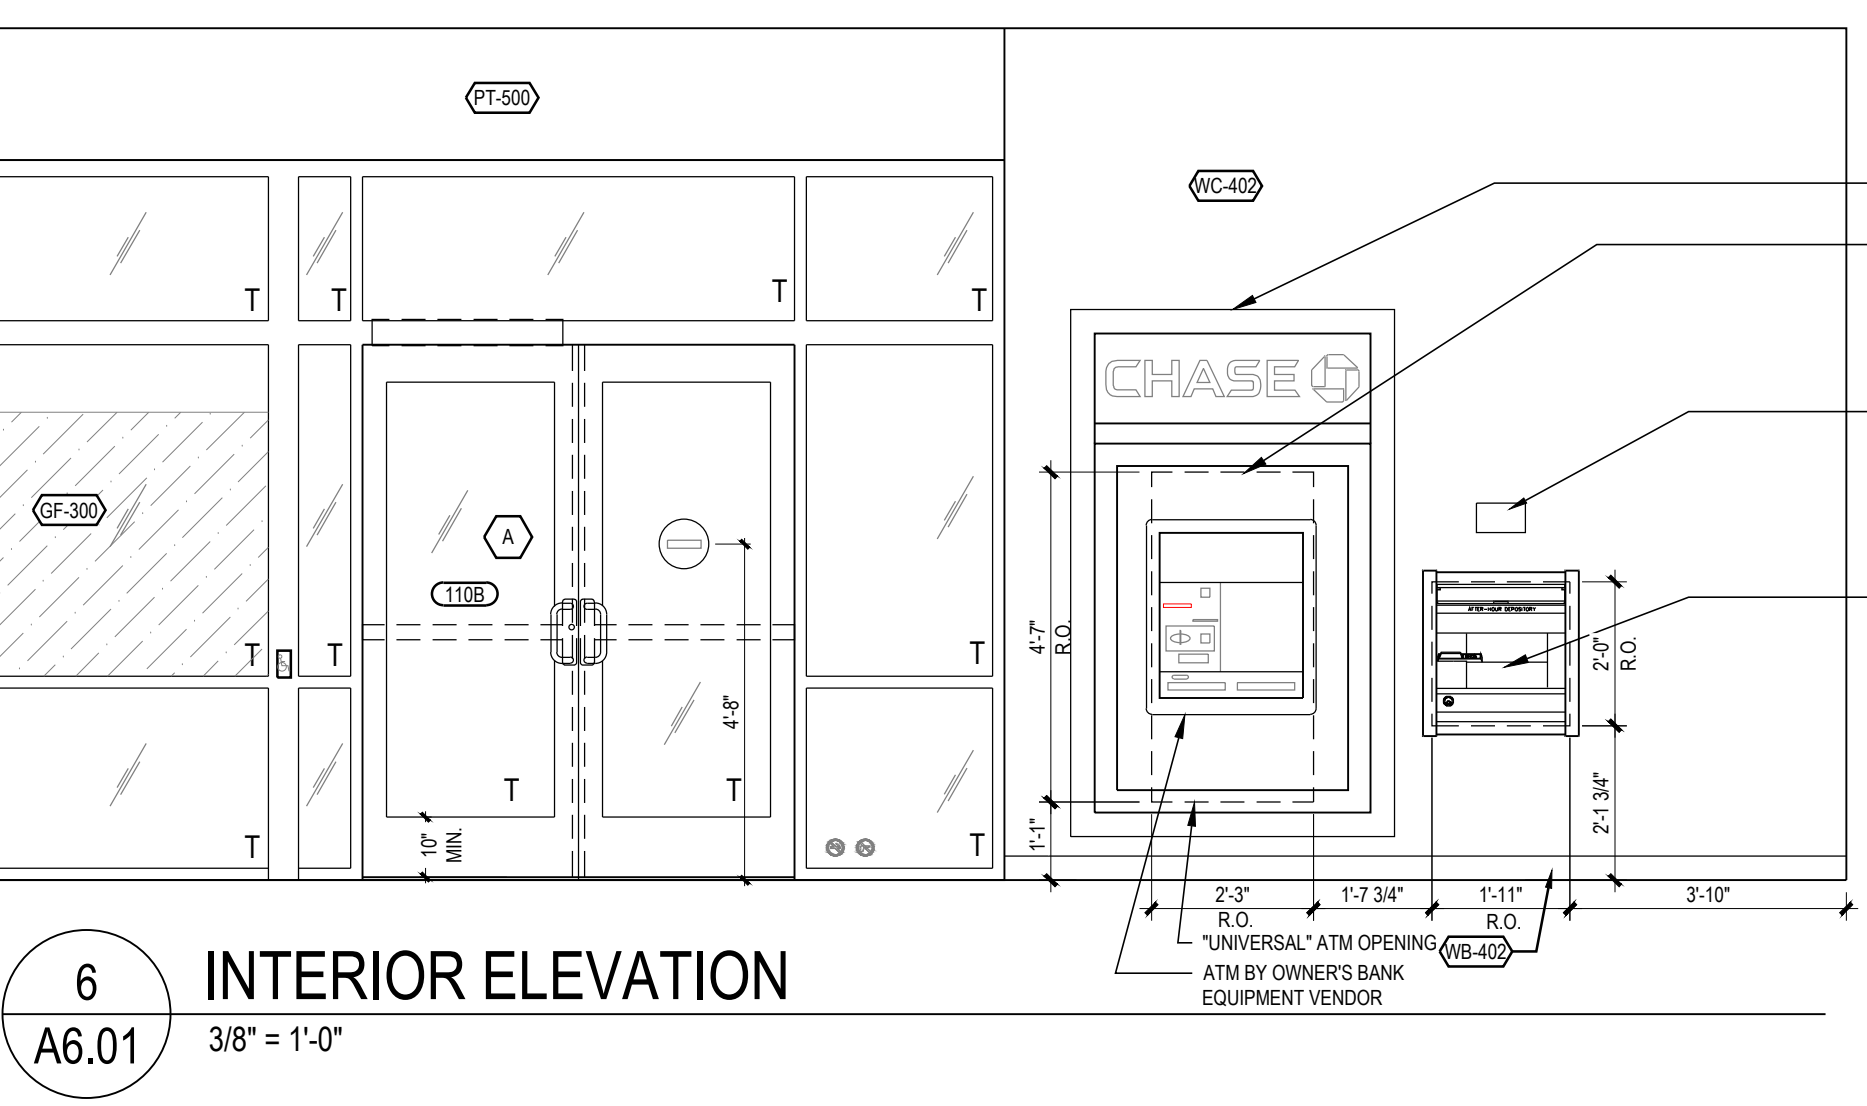 PT-500
WC-402
T
T
T
T
CHASE
GF-300
A
110B
AFTER-HOUR DEPOSITORY
T
T
T
4'-8"
T
T
T
T
10"
MIN.
4'-7"
R.O.
1'-1"
2'-0"
R.O.
2'-1 3/4"
2'-3"
R.O.
1'-7 3/4"
1'-11"
R.O.
3'-10"
"UNIVERSAL" ATM OPENING
WB-402
ATM BY OWNER'S BANK
EQUIPMENT VENDOR
6
A6.01
INTERIOR ELEVATION
3/8" = 1'-0"